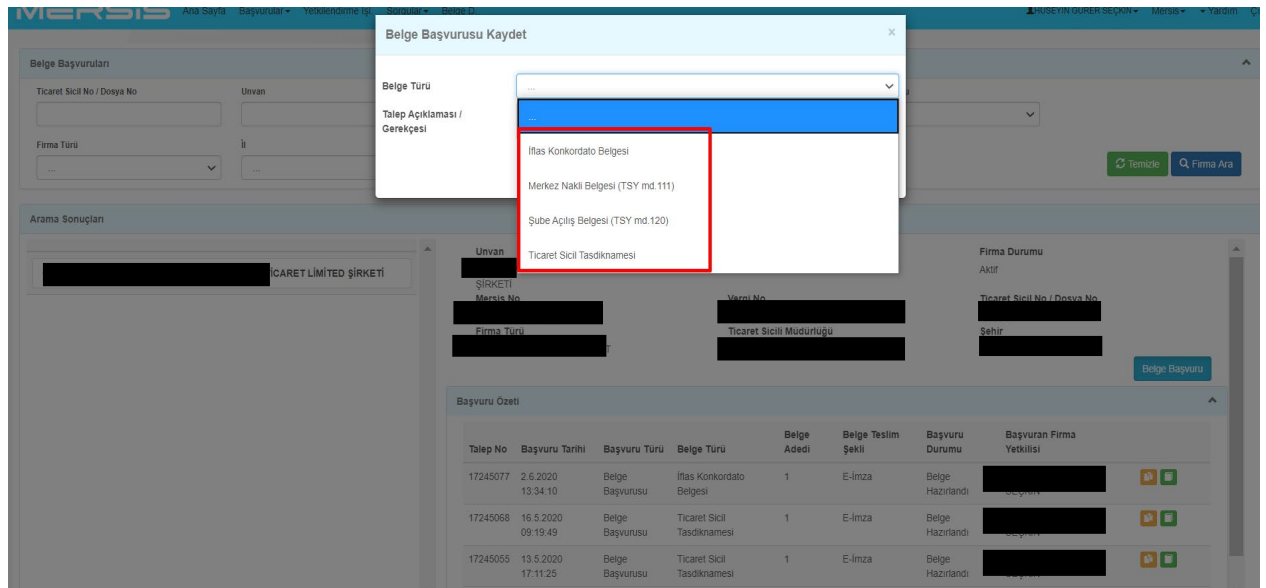 MERSİS Ana Sayfa Başvurular Yetkilendirme İşl. Sorgular Belge D. HÜSEYİN GÜRER SEÇKİN Mersis Yardım
Belge Başvurusu Kaydet ×
Belge Başvuruları
Belge Türü ...
Ticaret Sicil No / Dosya No Unvan
Talep Açıklaması / Gerekçesi
...
İflas Konkordato Belgesi
Merkez Nakli Belgesi (TSY md.111)
Şube Açılış Belgesi (TSY md.120)
Ticaret Sicil Tasdiknamesi
Firma Türü İl
... ...
Temizle Firma Ara
Arama Sonuçları
İCARET LİMİTED ŞİRKETİ
Unvan Firma Durumu
Aktif
ŞİRKETİ
Mersis No Vergi No Ticaret Sicil No / Dosya No
Firma Türü Ticaret Sicili Müdürlüğü Şehir
Belge Başvuru
Başvuru Özeti
Talep No Başvuru Tarihi Başvuru Türü Belge Türü Belge Adedi Belge Teslim Şekli Başvuru Durumu Başvuran Firma Yetkilisi
17245077 2.6.2020 13:34:10 Belge Başvurusu İflas Konkordato Belgesi 1 E-İmza Belge Hazırlandı
17245068 16.5.2020 09:19:49 Belge Başvurusu Ticaret Sicil Tasdiknamesi 1 E-İmza Belge Hazırlandı
17245055 13.5.2020 17:11:25 Belge Başvurusu Ticaret Sicil Tasdiknamesi 1 E-İmza Belge Hazırlandı